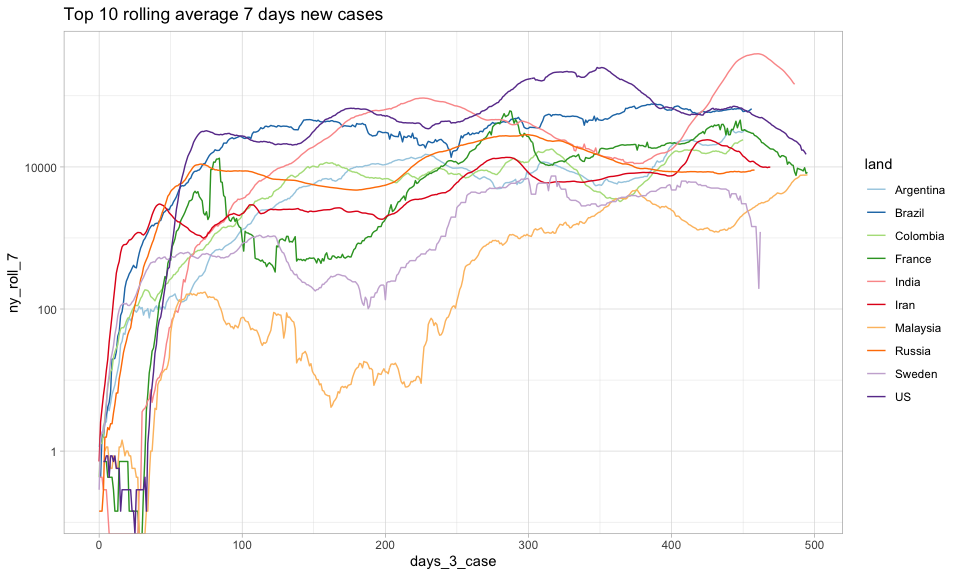 Top 10 rolling average 7 days new cases
ny_roll_7
10000
100
1
0
100
200
300
400
500
days_3_case
land
Argentina
Brazil
Colombia
France
India
Iran
Malaysia
Russia
Sweden
US